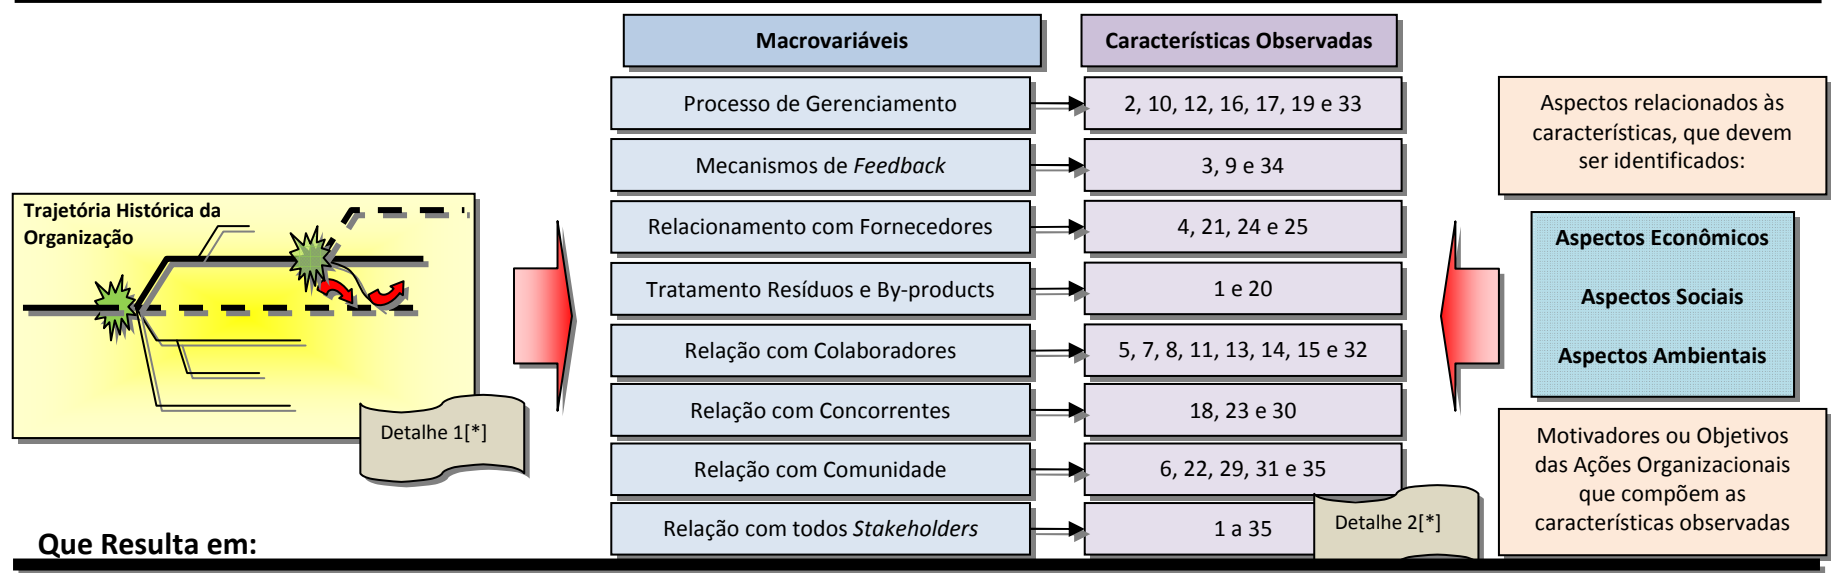 Macrovariáveis
Características Observadas
Processo de Gerenciamento
2, 10, 12, 16, 17, 19 e 33
Mecanismos de Feedback
3, 9 e 34
Relacionamento com Fornecedores
4, 21, 24 e 25
Tratamento Resíduos e By-products
1 e 20
Relação com Colaboradores
5, 7, 8, 11, 13, 14, 15 e 32
Relação com Concorrentes
18, 23 e 30
Relação com Comunidade
6, 22, 29, 31 e 35
Relação com todos Stakeholders
1 a 35
Trajetória Histórica da
Organização
Detalhe 1[*]
Detalhe 2[*]
Aspectos relacionados às
características, que devem
ser identificados:
Aspectos Econômicos
Aspectos Sociais
Aspectos Ambientais
Motivadores ou Objetivos
das Ações Organizacionais
que compõem as
características observadas
Que Resulta em: